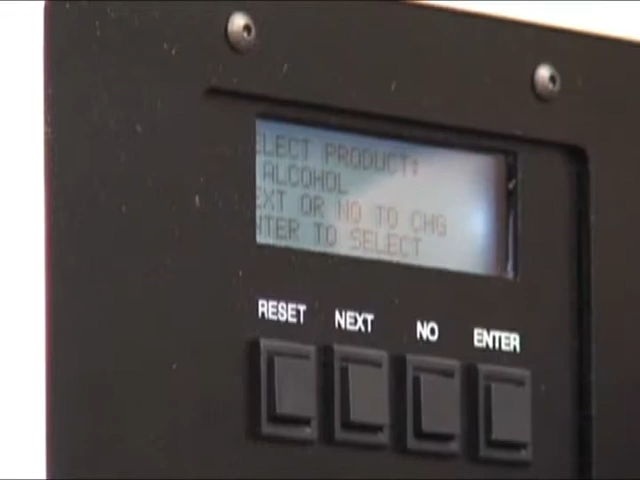 LECT PRODUCT:
ALCOHOL
EXT OR NO TO CHG
NTER TO SELECT
RESET NEXT NO ENTER